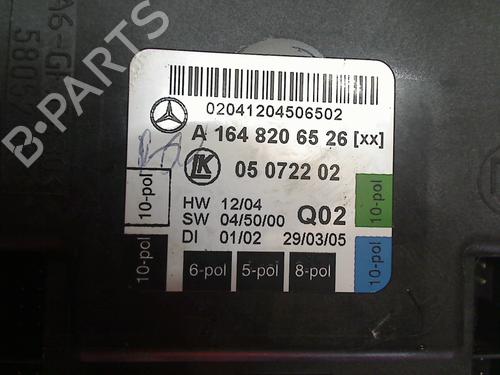 B-PARTS
02041204506502
A 164 820 65 26 [xx]
LK
05 0722 02
HW 12/04
SW 04/50/00
Q02
DI 01/02 29/03/05
10-pol
10-pol
10-pol
10-pol
6-pol
5-pol
8-pol